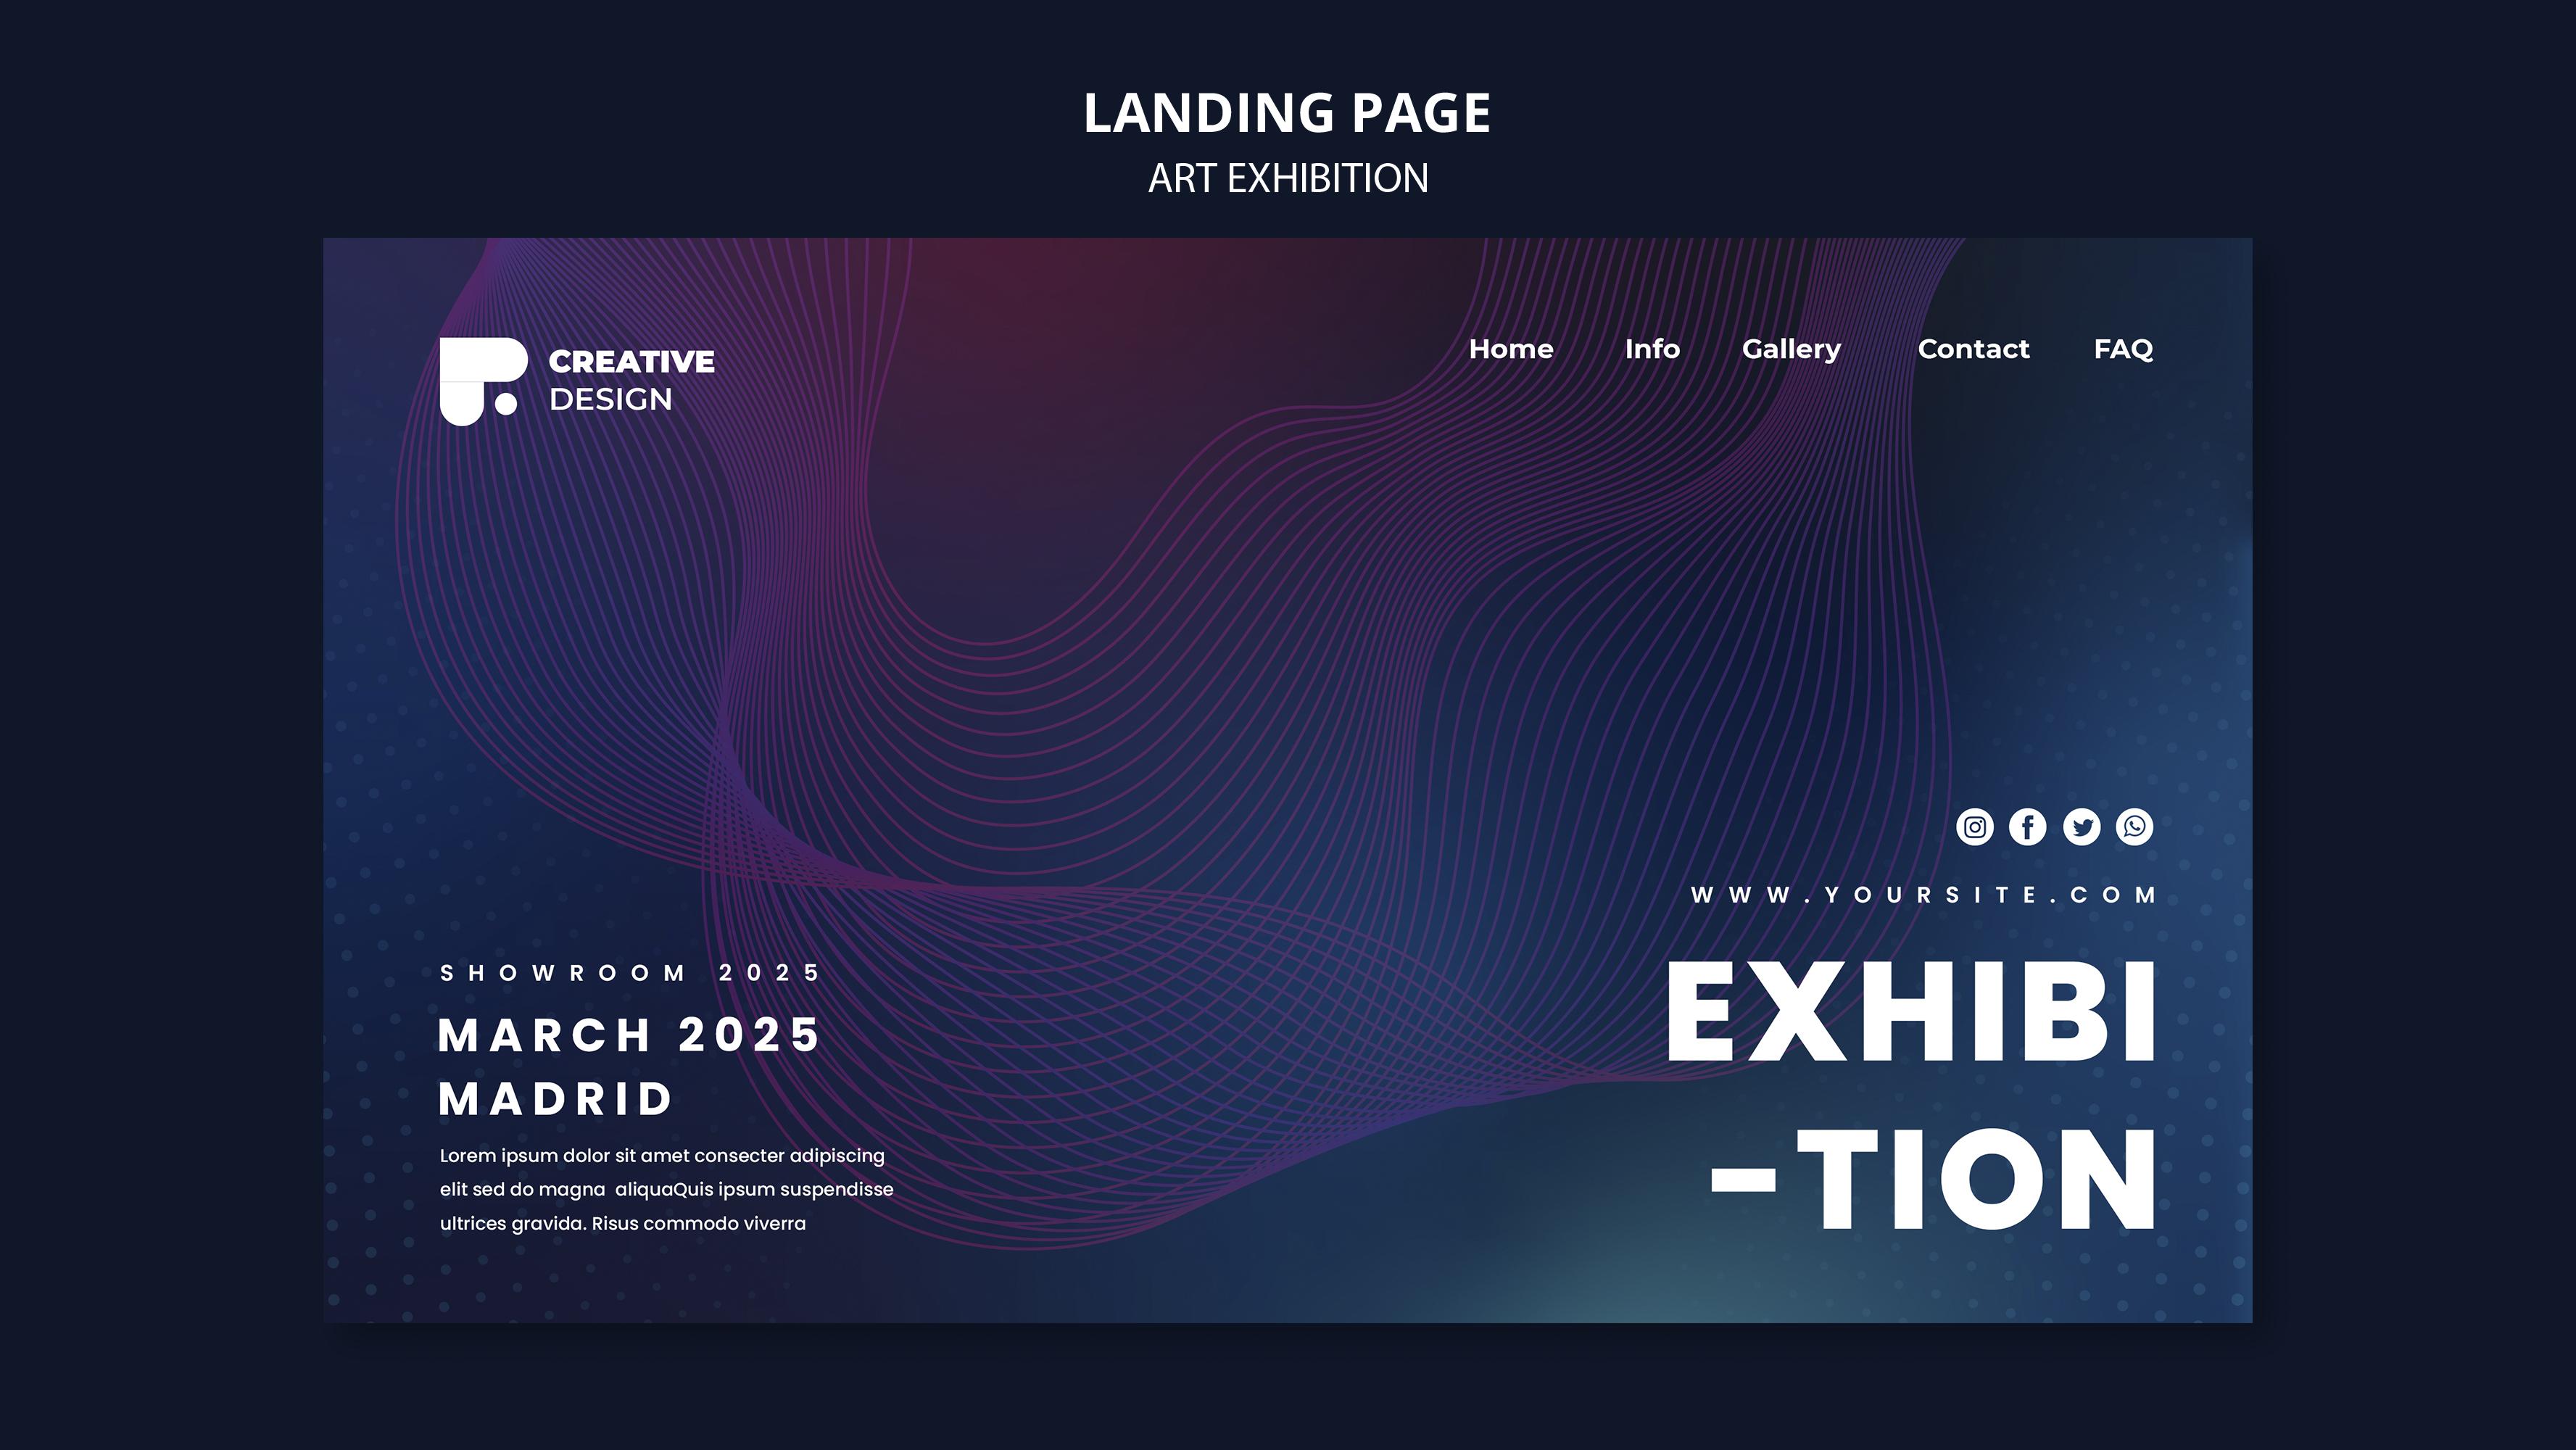 LANDING PAGE
ART EXHIBITION
CREATIVE
DESIGN
Home Info Gallery Contact FAQ
WWW.YOURSITE.COM
EXHIBI
-TION
SHOWROOM 2025
MARCH 2025
MADRID
Lorem ipsum dolor sit amet consecter adipiscing
elit sed do magna  aliquaQuis ipsum suspendisse
ultrices gravida. Risus commodo viverra